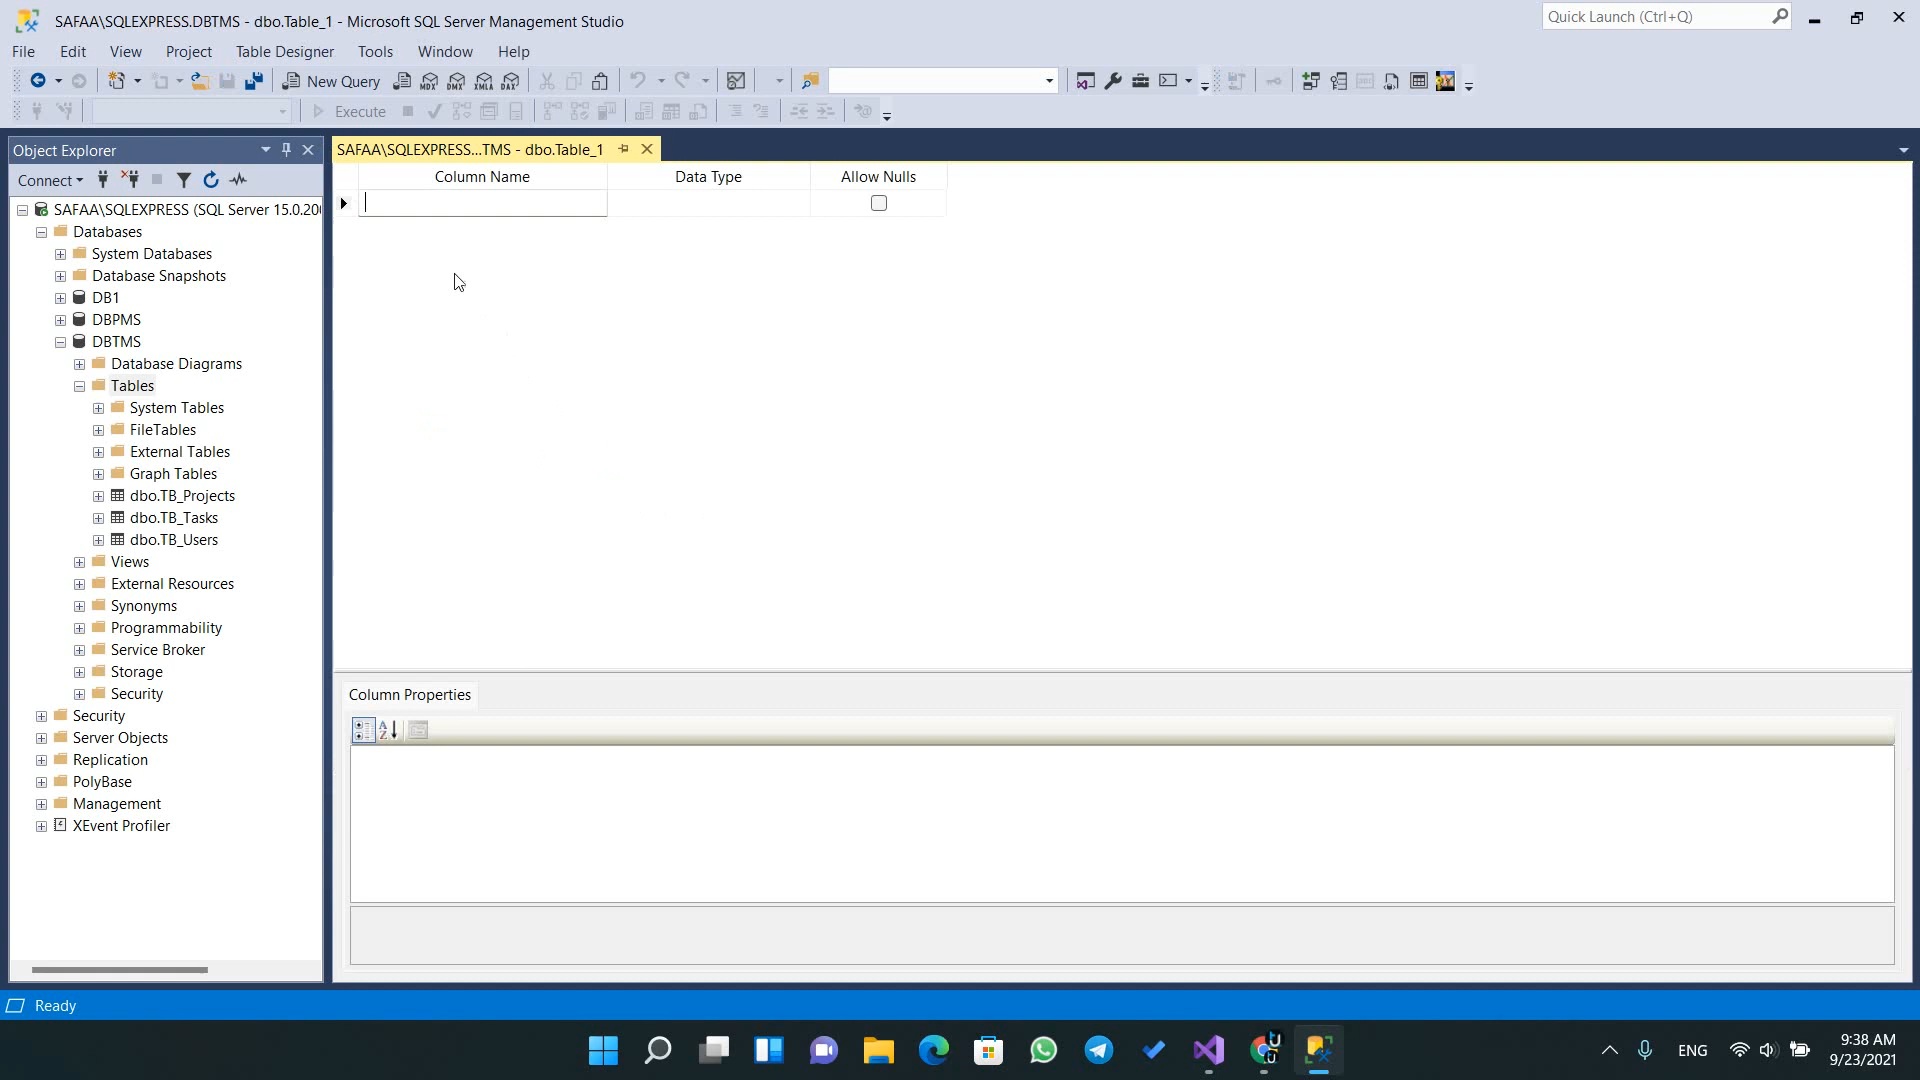 SAFAA\SQLEXPRESS.DBTMS - dbo.Table_1 - Microsoft SQL Server Management Studio
Quick Launch (Ctrl+Q)
File Edit View Project Table Designer Tools Window Help
New Query MDX DMX XMLA DAX
Execute
Object Explorer
SAFAA\SQLEXPRESS...TMS - dbo.Table_1
Connect
Column Name Data Type Allow Nulls
SAFAA\SQLEXPRESS (SQL Server 15.0.200
Databases
System Databases
Database Snapshots
DB1
DBPMS
DBTMS
Database Diagrams
Tables
System Tables
FileTables
External Tables
Graph Tables
dbo.TB_Projects
dbo.TB_Tasks
dbo.TB_Users
Views
External Resources
Synonyms
Programmability
Service Broker
Storage
Security
Security
Server Objects
Replication
PolyBase
Management
XEvent Profiler
Column Properties
Ready
ENG
9:38 AM
9/23/2021